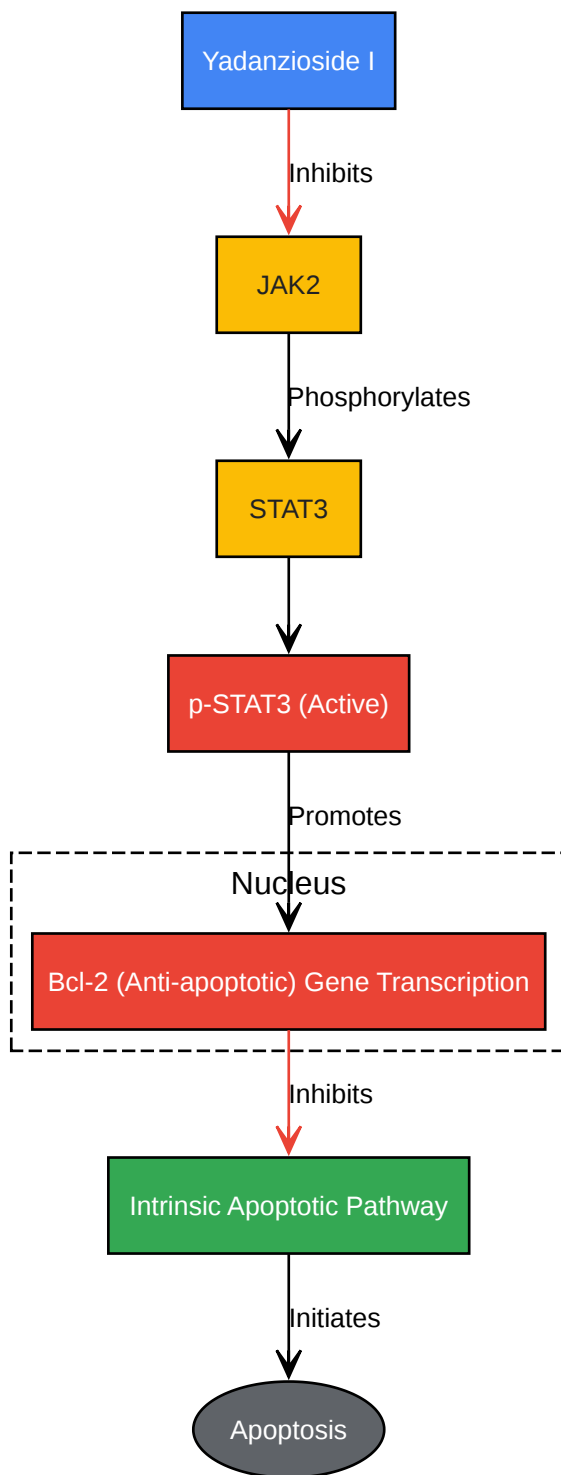 Yadanzioside I
Inhibits
JAK2
Phosphorylates
STAT3
p-STAT3 (Active)
Promotes
Nucleus
Bcl-2 (Anti-apoptotic) Gene Transcription
Inhibits
Intrinsic Apoptotic Pathway
Initiates
Apoptosis